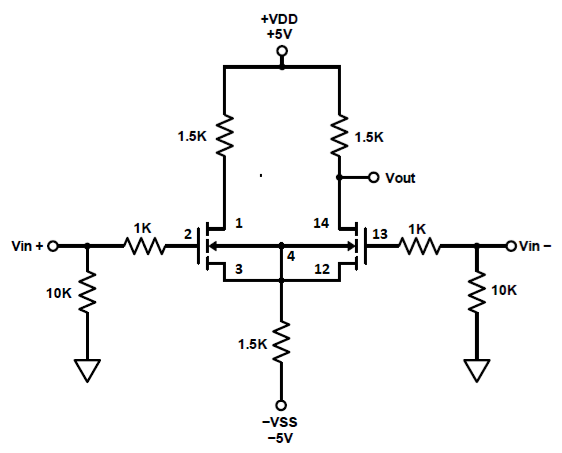 +VDD
+5V
1.5K
1.5K
Vout
1
14
1K
2
13
1K
Vin +
Vin −
4
3
12
10K
10K
1.5K
−VSS
−5V